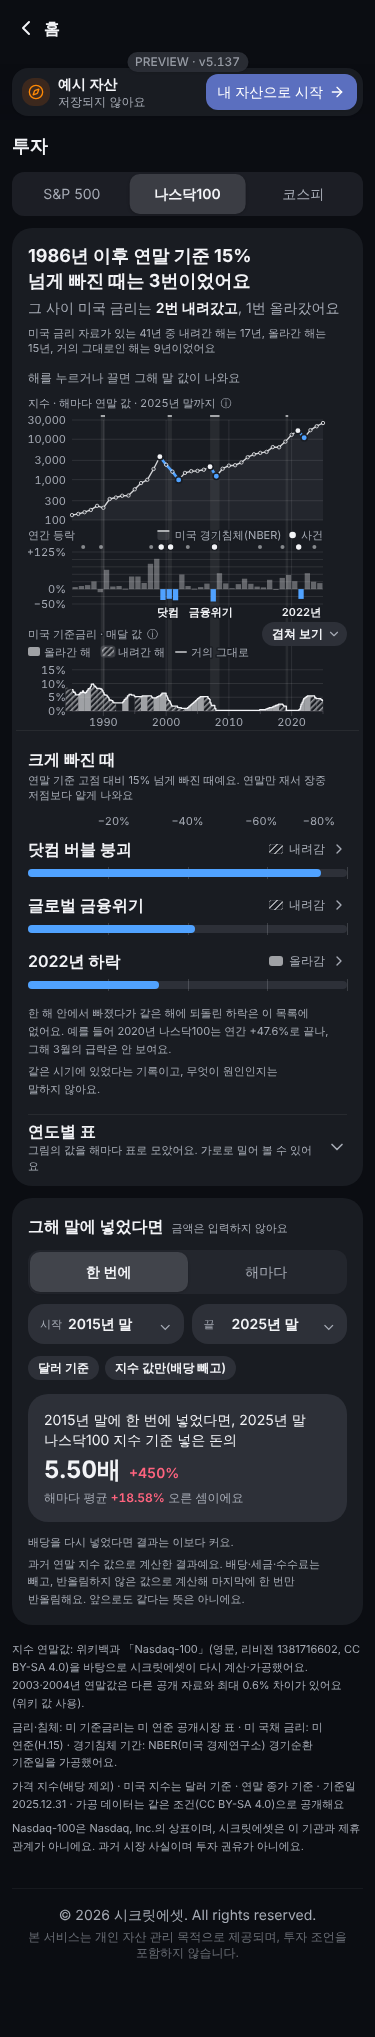 홈
PREVIEW · v5.137
예시 자산
저장되지 않아요
내 자산으로 시작 →
투자
S&P 500
나스닥100
코스피
1986년 이후 연말 기준 15%
넘게 빠진 때는 3번이었어요
그 사이 미국 금리는 2번 내려갔고, 1번 올라갔어요
미국 금리 자료가 있는 41년 중 내려간 해는 17년, 올라간 해는
15년, 거의 그대로인 해는 9년이었어요
해를 누르거나 끌면 그해 말 값이 나와요
지수 · 해마다 연말 값 · 2025년 말까지 ⓘ
30,000
10,000
3,000
1,000
300
100
연간 등락
미국 경기침체(NBER)
사건
+125%
0%
−50%
닷컴
금융위기
2022년
미국 기준금리 · 매달 값 ⓘ
겹쳐 보기
올라간 해
내려간 해
거의 그대로
15%
10%
5%
0%
1990
2000
2010
2020
크게 빠진 때
연말 기준 고점 대비 15% 넘게 빠진 때예요. 연말만 재서 장중
저점보다 얕게 나와요
−20%
−40%
−60%
−80%
닷컴 버블 붕괴
내려감
글로벌 금융위기
내려감
2022년 하락
올라감
한 해 안에서 빠졌다가 같은 해에 되돌린 하락은 이 목록에
없어요. 예를 들어 2020년 나스닥100는 연간 +47.6%로 끝나,
그해 3월의 급락은 안 보여요.
같은 시기에 있었다는 기록이고, 무엇이 원인인지는
말하지 않아요.
연도별 표
그림의 값을 해마다 표로 모았어요. 가로로 밀어 볼 수 있어
요
그해 말에 넣었다면
금액은 입력하지 않아요
한 번에
해마다
시작 2015년 말
끝 2025년 말
달러 기준
지수 값만(배당 빼고)
2015년 말에 한 번에 넣었다면, 2025년 말
나스닥100 지수 기준 넣은 돈의
5.50배 +450%
해마다 평균 +18.58% 오른 셈이에요
배당을 다시 넣었다면 결과는 이보다 커요.
과거 연말 지수 값으로 계산한 결과예요. 배당·세금·수수료는
빼고, 반올림하지 않은 값으로 계산해 마지막에 한 번만
반올림해요. 앞으로도 같다는 뜻은 아니에요.
지수 연말값: 위키백과 「Nasdaq-100」(영문, 리비전 1381716602, CC
BY-SA 4.0)을 바탕으로 시크릿에셋이 다시 계산·가공했어요.
2003·2004년 연말값은 다른 공개 자료와 최대 0.6% 차이가 있어요
(위키 값 사용).
금리·침체: 미 기준금리는 미 연준 공개시장 표 · 미 국채 금리: 미
연준(H.15) · 경기침체 기간: NBER(미국 경제연구소) 경기순환
기준일을 가공했어요.
가격 지수(배당 제외) · 미국 지수는 달러 기준 · 연말 종가 기준 · 기준일
2025.12.31 · 가공 데이터는 같은 조건(CC BY-SA 4.0)으로 공개해요
Nasdaq-100은 Nasdaq, Inc.의 상표이며, 시크릿에셋은 이 기관과 제휴
관계가 아니에요. 과거 시장 사실이며 투자 권유가 아니에요.
© 2026 시크릿에셋. All rights reserved.
본 서비스는 개인 자산 관리 목적으로 제공되며, 투자 조언을
포함하지 않습니다.